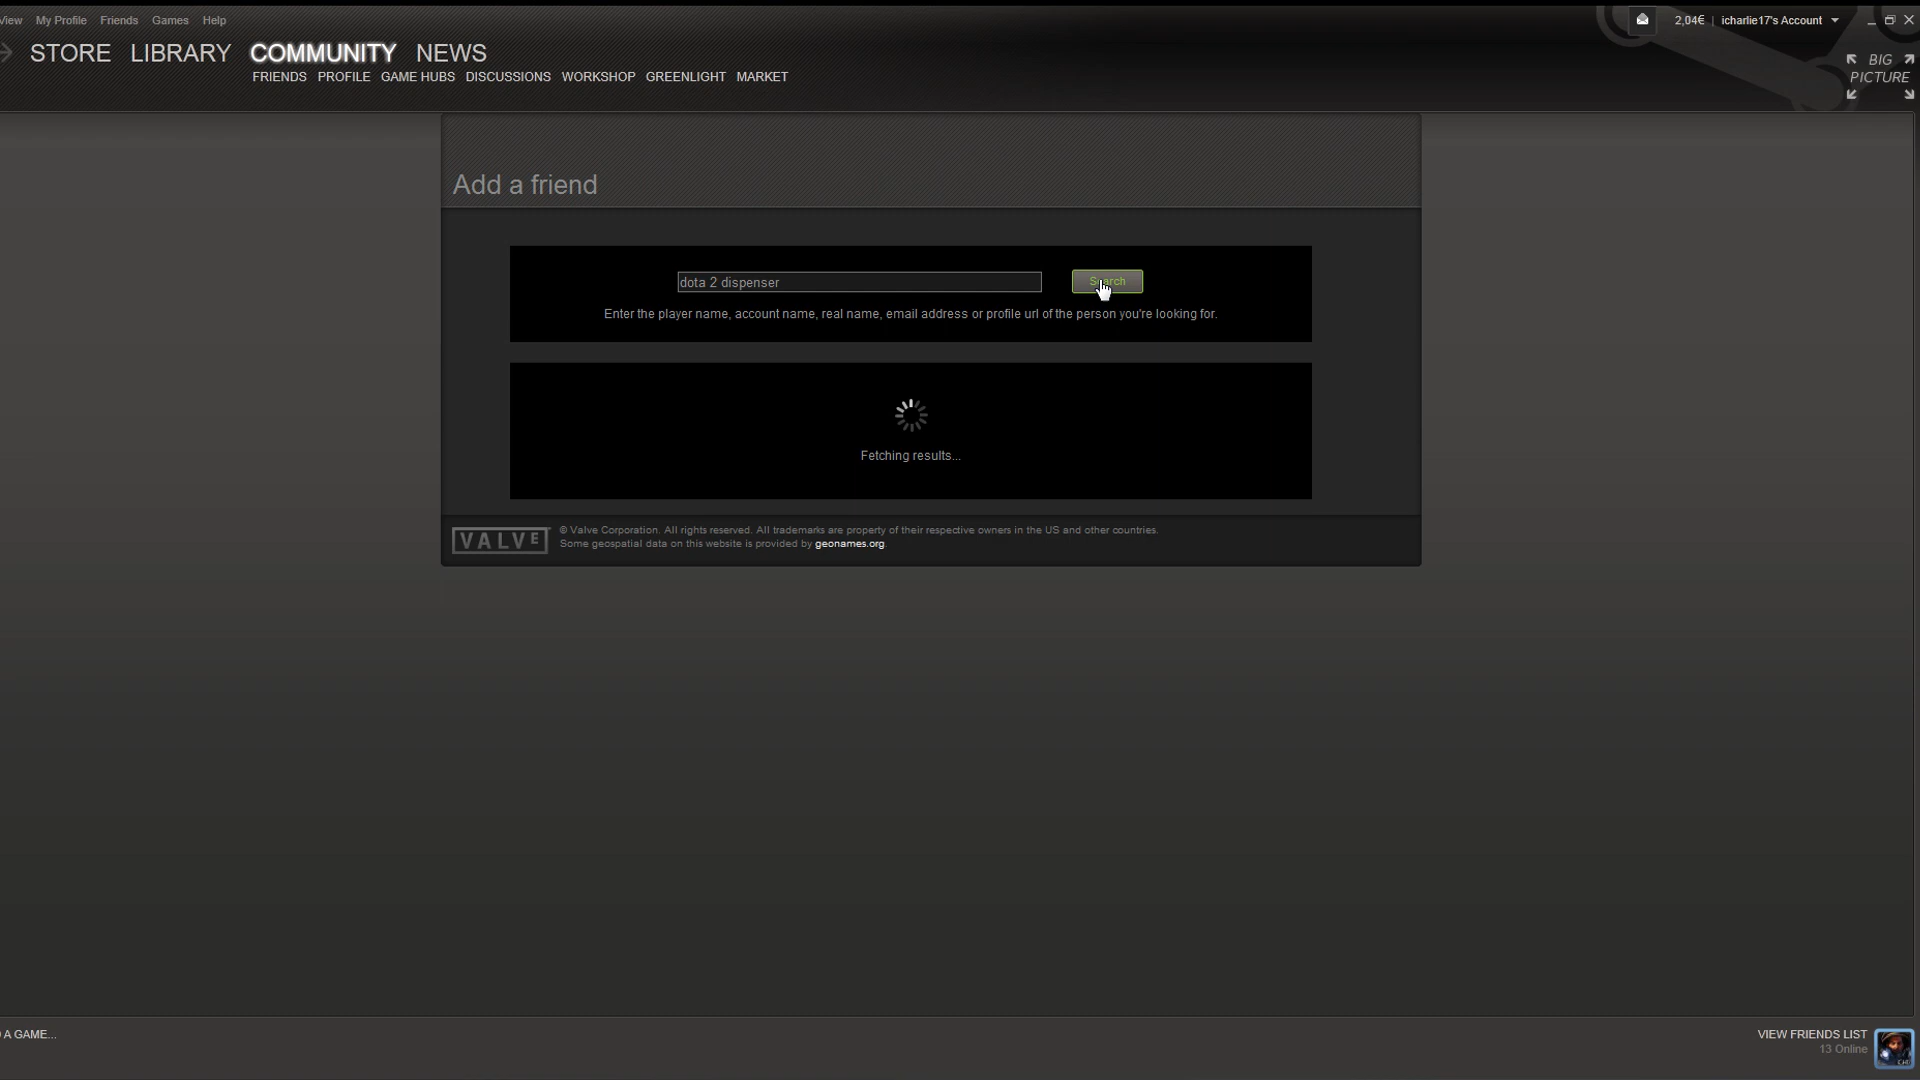 View My Profile Friends Games Help
2,04€ | icharlie17's Account
STORE LIBRARY COMMUNITY NEWS
BIG
PICTURE
FRIENDS PROFILE GAME HUBS DISCUSSIONS WORKSHOP GREENLIGHT MARKET
Add a friend
dota 2 dispenser
Search
Enter the player name, account name, real name, email address or profile url of the person you're looking for.
Fetching results...
VALVE
© Valve Corporation. All rights reserved. All trademarks are property of their respective owners in the US and other countries.
Some geospatial data on this website is provided by geonames.org.
A GAME...
VIEW FRIENDS LIST
13 Online